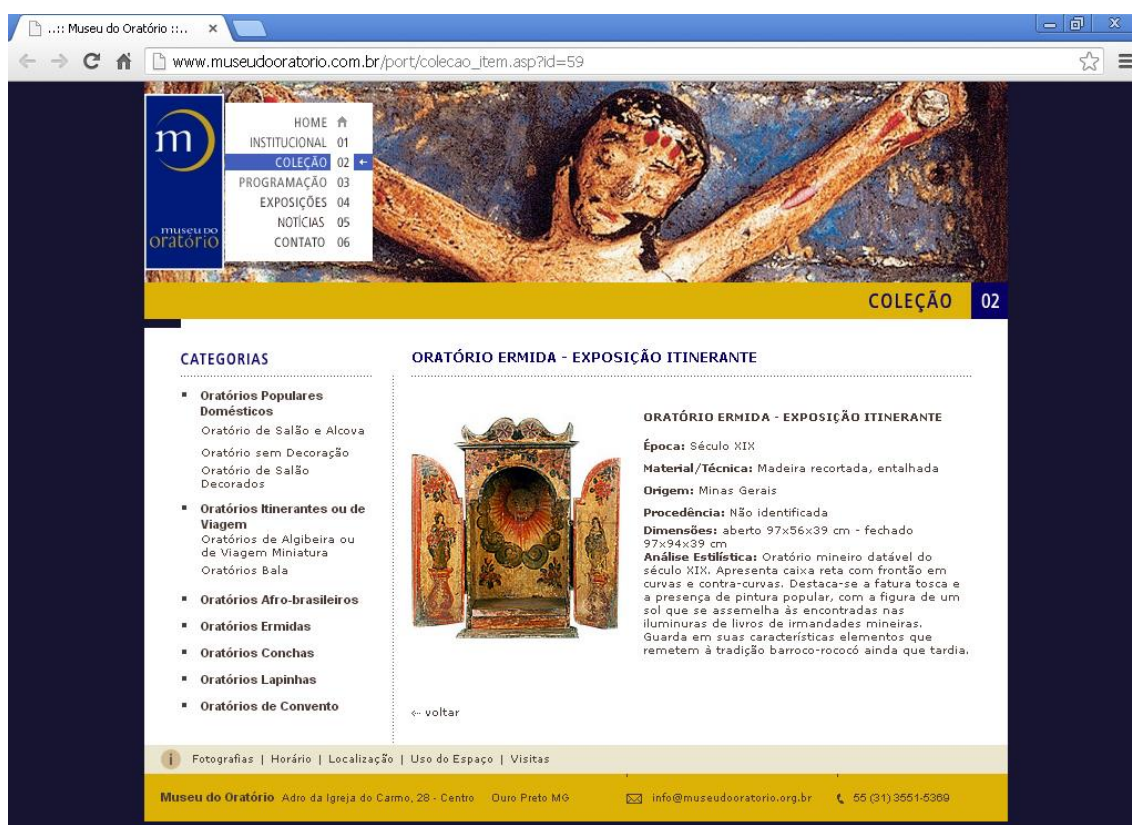 ..:: Museu do Oratório ::..
www.museudooratorio.com.br/port/colecao_item.asp?id=59
m
museu do
oratório
HOME
INSTITUCIONAL 01
COLEÇÃO 02
PROGRAMAÇÃO 03
EXPOSIÇÕES 04
NOTÍCIAS 05
CONTATO 06
COLEÇÃO 02
CATEGORIAS
Oratórios Populares
Domésticos
Oratório de Salão e Alcova
Oratório sem Decoração
Oratório de Salão
Decorados
Oratórios Itinerantes ou de
Viagem
Oratórios de Algibeira ou
de Viagem Miniatura
Oratórios Bala
Oratórios Afro-brasileiros
Oratórios Ermidas
Oratórios Conchas
Oratórios Lapinhas
Oratórios de Convento
ORATÓRIO ERMIDA - EXPOSIÇÃO ITINERANTE
ORATÓRIO ERMIDA - EXPOSIÇÃO ITINERANTE
Época: Século XIX
Material/Técnica: Madeira recortada, entalhada
Origem: Minas Gerais
Procedência: Não identificada
Dimensões: aberto 97x56x39 cm - fechado
97x94x39 cm
Análise Estilística: Oratório mineiro datável do
século XIX. Apresenta caixa reta com frontão em
curvas e contra-curvas. Destaca-se a fatura tosca e
a presença de pintura popular, com a figura de um
sol que se assemelha às encontradas nas
iluminuras de livros de irmandades mineiras.
Guarda em suas características elementos que
remetem à tradição barroco-rococó ainda que tardia.
voltar
i Fotografias | Horário | Localização | Uso do Espaço | Visitas
Museu do Oratório Adro da Igreja do Carmo, 28 - Centro Ouro Preto MG info@museudooratorio.org.br 55 (31) 3551-5369